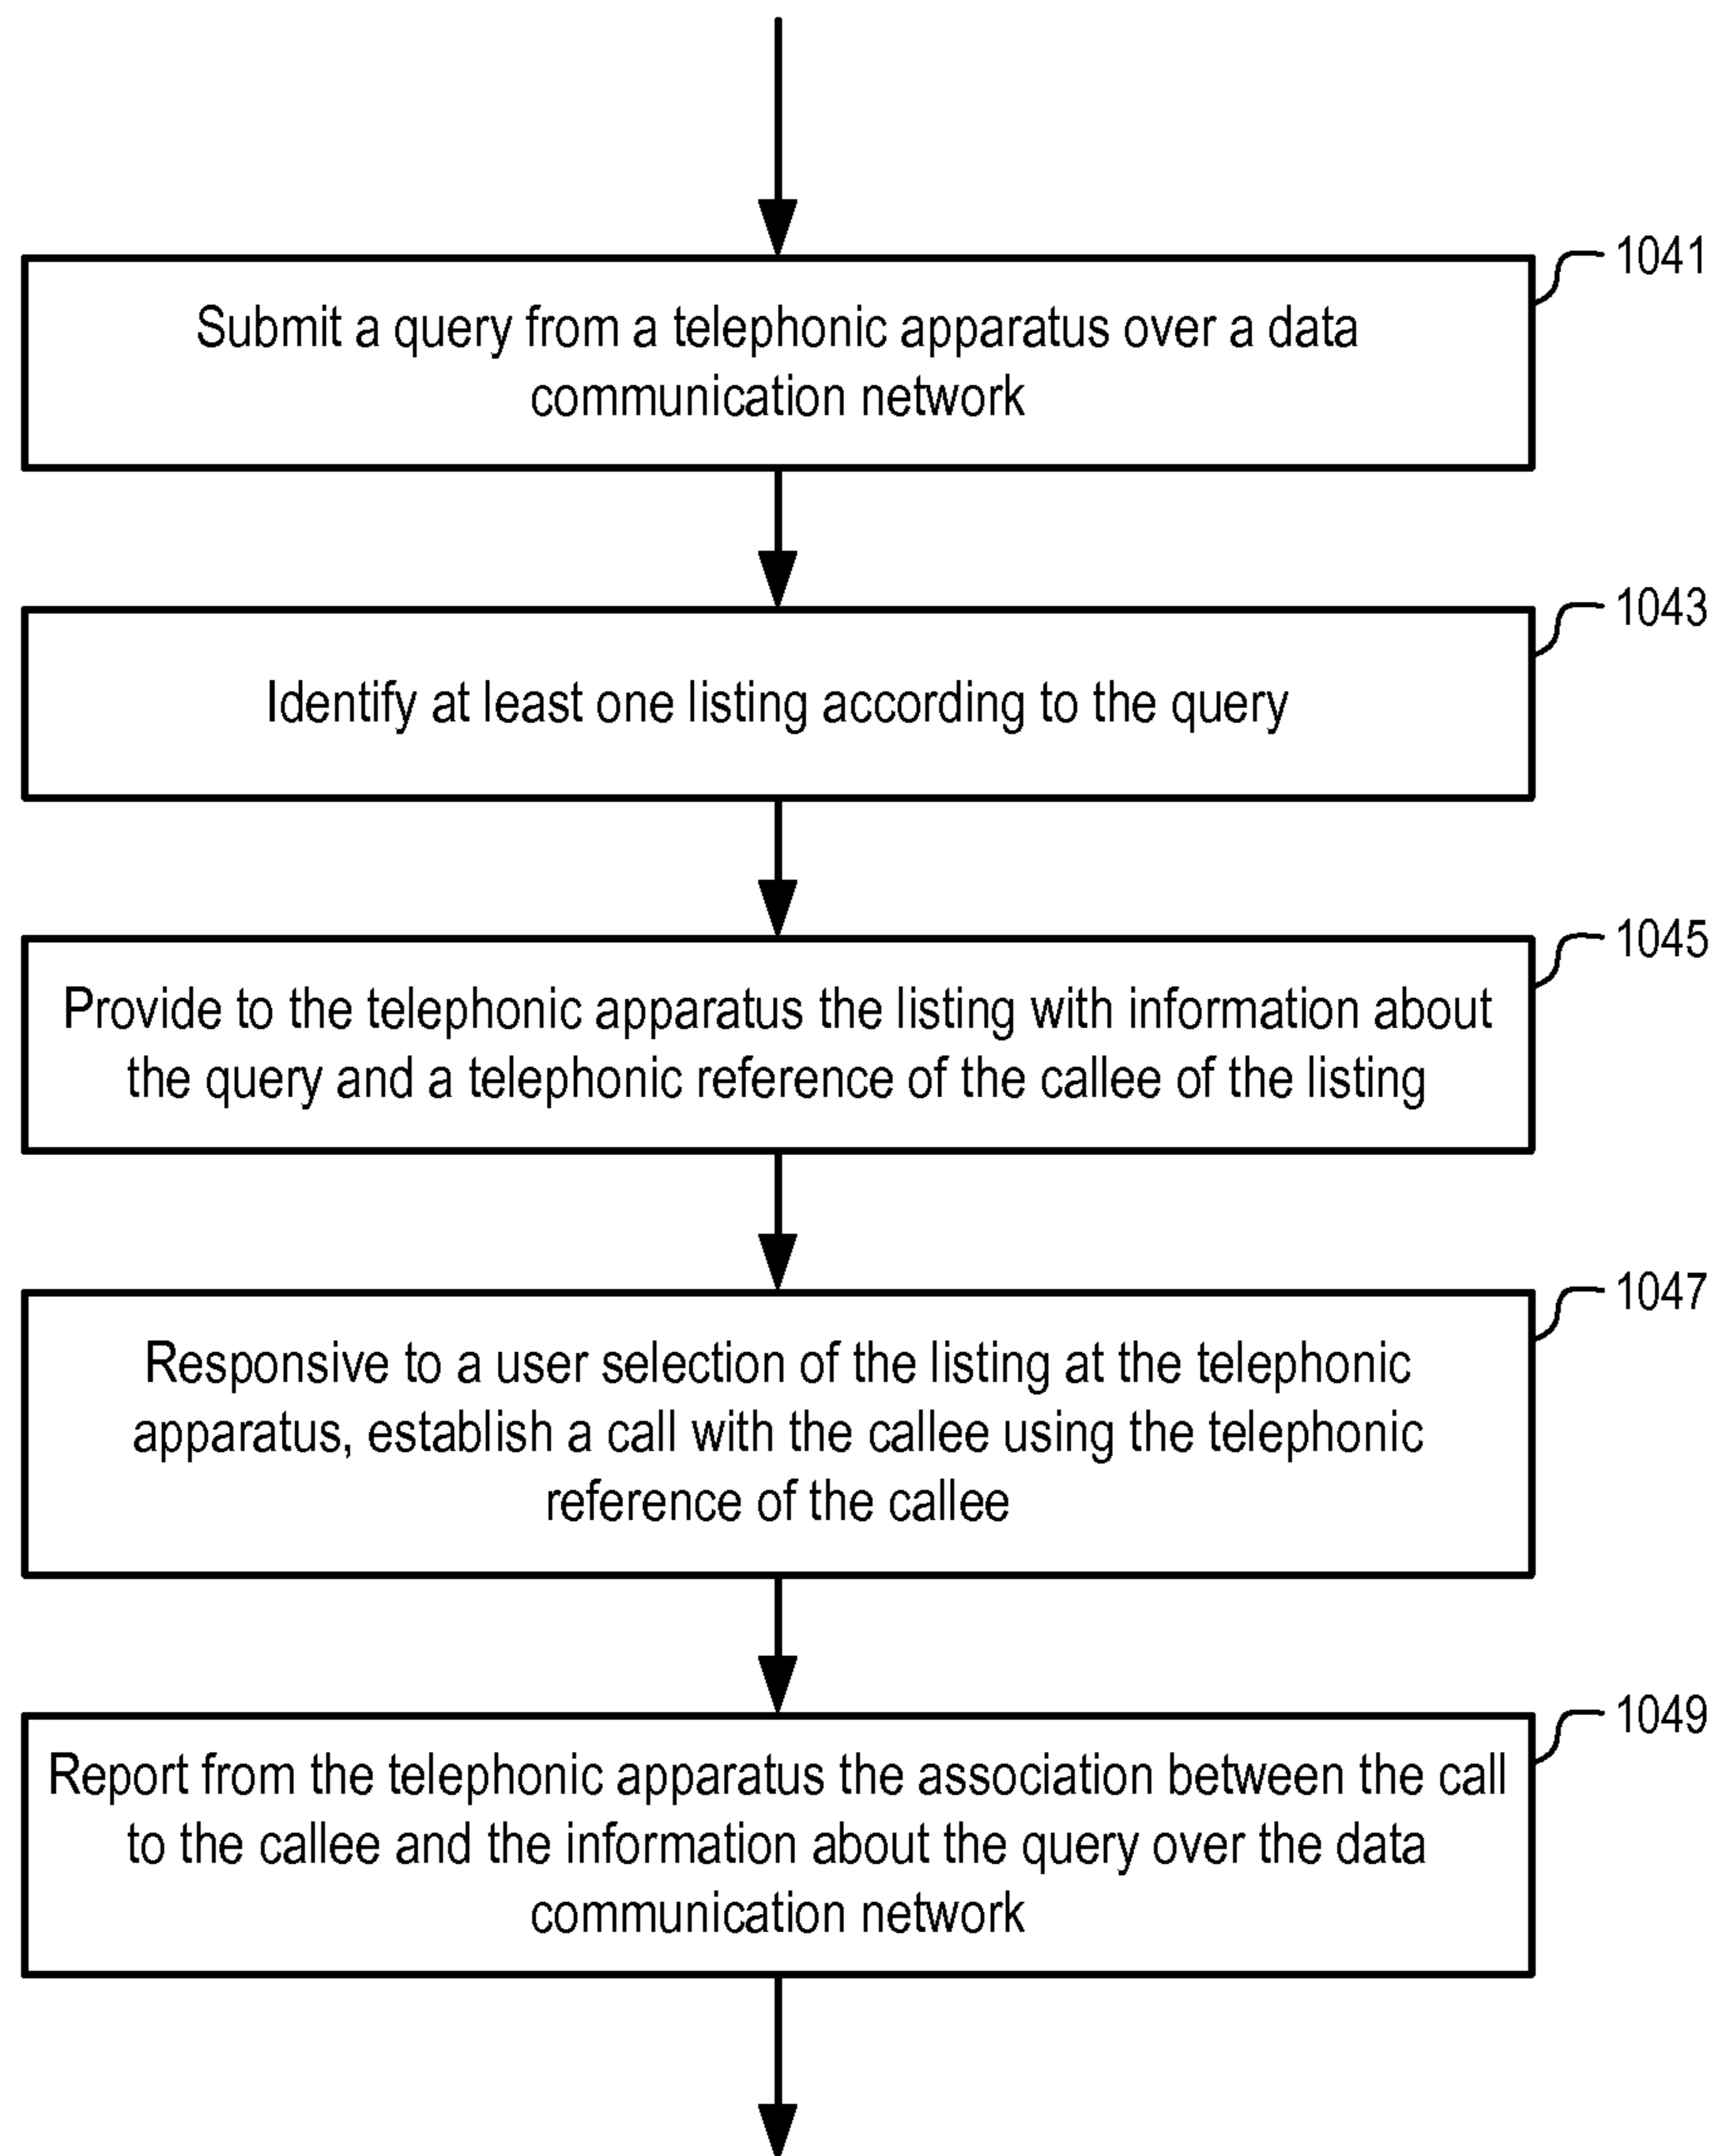 1041
Submit a query from a telephonic apparatus over a data
communication network
1043
Identify at least one listing according to the query
1045
Provide to the telephonic apparatus the listing with information about
the query and a telephonic reference of the callee of the listing
1047
Responsive to a user selection of the listing at the telephonic
apparatus, establish a call with the callee using the telephonic
reference of the callee
1049
Report from the telephonic apparatus the association between the call
to the callee and the information about the query over the data
communication network